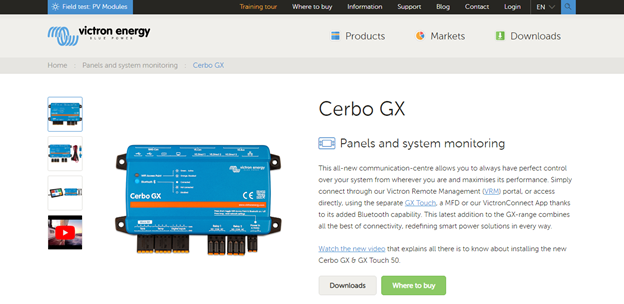 Field test: PV Modules
Training tour Where to buy Information Support Blog Contact Login EN
victron energy
BLUE POWER
Products Markets Downloads
Home : Panels and system monitoring : Cerbo GX
Cerbo GX
Panels and system monitoring
This all-new communication-centre allows you to always have perfect control
over your system from wherever you are and maximises its performance. Simply
connect through our Victron Remote Management (VRM) portal, or access
directly, using the separate GX Touch, a MFD or our VictronConnect App thanks
to its added Bluetooth capability. This latest addition to the GX-range combines
all the best of connectivity, redefining smart power solutions in every way.
Watch the new video that explains all there is to know about installing the new
Cerbo GX & GX Touch 50.
Downloads Where to buy
victron energy
Cerbo GX